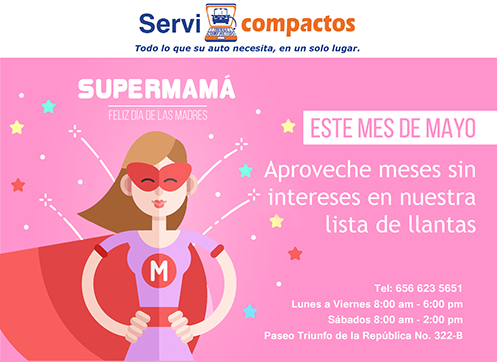 Servi compactos
Todo lo que su auto necesita, en un solo lugar.
SUPERMAMÁ
FELIZ DÍA DE LAS MADRES
ESTE MES DE MAYO
Aproveche meses sin
intereses en nuestra
lista de llantas
M
Tel: 656 623 5651
Lunes a Viernes 8:00 am - 6:00 pm
Sábados 8:00 am - 2:00 pm
Paseo Triunfo de la República No. 322-B